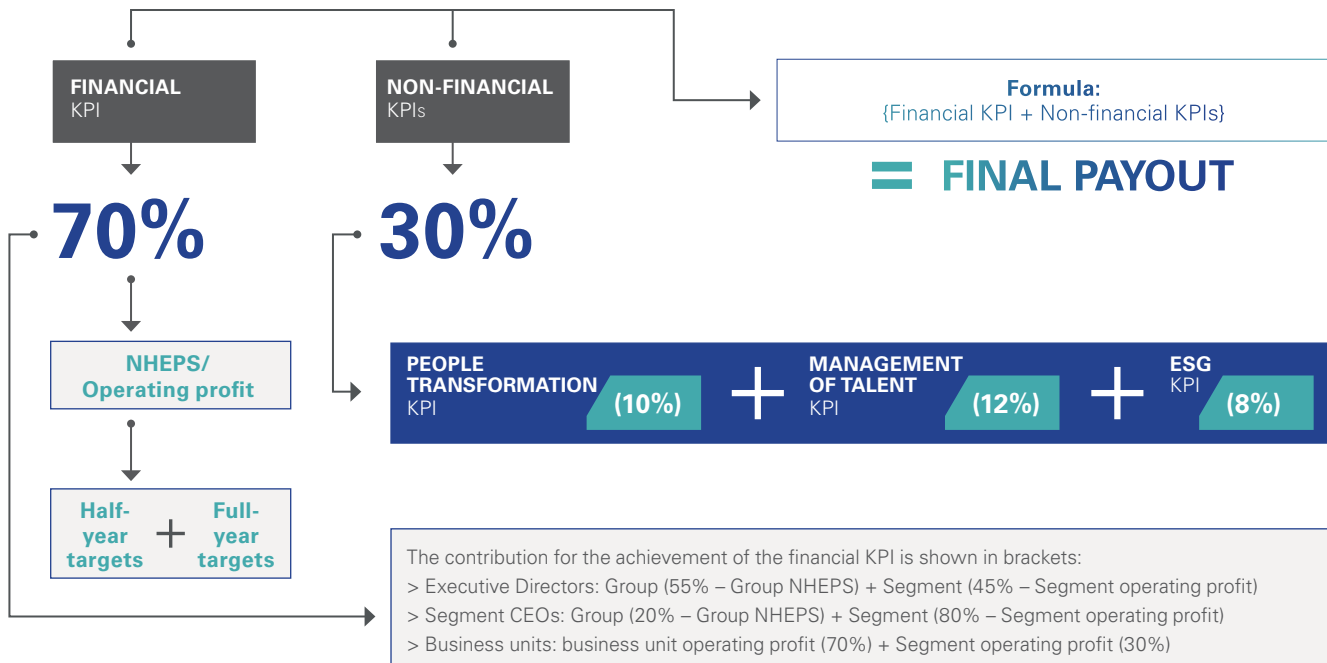 FINANCIAL
KPI
NON-FINANCIAL
KPIs
Formula:
{Financial KPI + Non-financial KPIs}
= FINAL PAYOUT
70%
30%
NHEPS/
Operating profit
PEOPLE
TRANSFORMATION
KPI
(10%)
+
MANAGEMENT
OF TALENT
KPI
(12%)
+
ESG
KPI
(8%)
Half-
year
targets
+
Full-
year
targets
The contribution for the achievement of the financial KPI is shown in brackets:
> Executive Directors: Group (55% – Group NHEPS) + Segment (45% – Segment operating profit)
> Segment CEOs: Group (20% – Group NHEPS) + Segment (80% – Segment operating profit)
> Business units: business unit operating profit (70%) + Segment operating profit (30%)